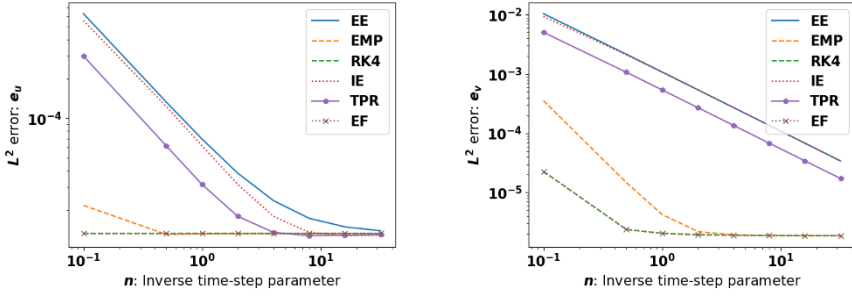 10⁻⁴
L² error: e_u
10⁻¹ 10⁰ 10¹
n: Inverse time-step parameter
EE
EMP
RK4
IE
TPR
EF
10⁻²
10⁻³
10⁻⁴
10⁻⁵
L² error: e_v
10⁻¹ 10⁰ 10¹
n: Inverse time-step parameter
EE
EMP
RK4
IE
TPR
EF